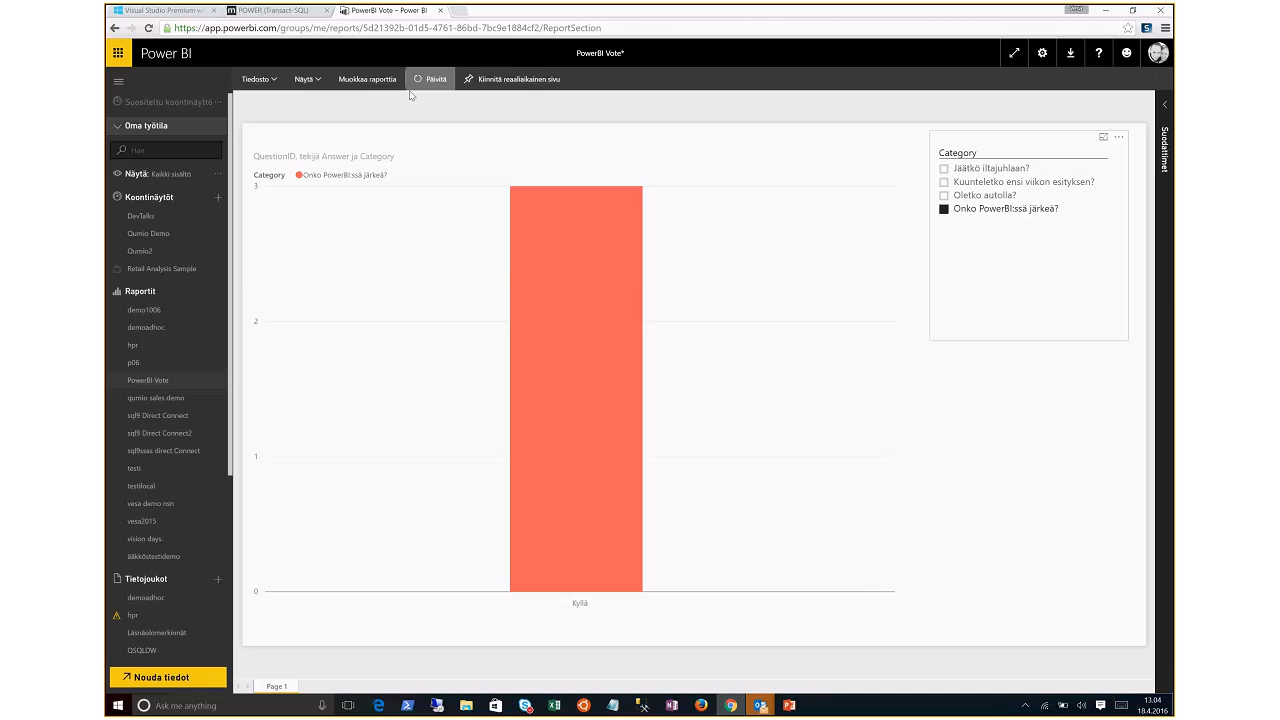 Visual Studio Premium wi
POWER (Transact-SQL)
PowerBI Vote - Power BI
Vesa
https://app.powerbi.com/groups/me/reports/5d21392b-01d5-4761-86bd-7bc9e1884cf2/ReportSection
Power BI
PowerBI Vote*
Tiedosto
Näytä
Muokkaa raporttia
Päivitä
Kiinnitä reaaliaikainen sivu
Suositettu koontinäyttö
Oma työtila
Hae
Näytä: Kaikki sisältö
Koontinäytöt
DevTalks
Qumio Demo
Qumio2
Retail Analysis Sample
Raportit
demo1006
demoadhoc
hpr
p06
PowerBI Vote
qumio sales demo
sql9 Direct Connect
sql9 Direct Connect2
sql9ssas direct Connect
testi
testilocal
vesa demo nsn
vesa2015
vision days.
ääkköstestidemo
Tietojoukot
demoadhoc
hpr
Läsnäolomerkinnät
QSQLDW
Nouda tiedot
QuestionID, tekijä Answer ja Category
Category
Onko PowerBI:ssä järkeä?
3
2
1
0
Kyllä
Category
Jäätkö iltajuhlaan?
Kuunteletko ensi viikon esityksen?
Oletko autolla?
Onko PowerBI:ssä järkeä?
Suodattimet
Page 1
Ask me anything
13.04
18.4.2016